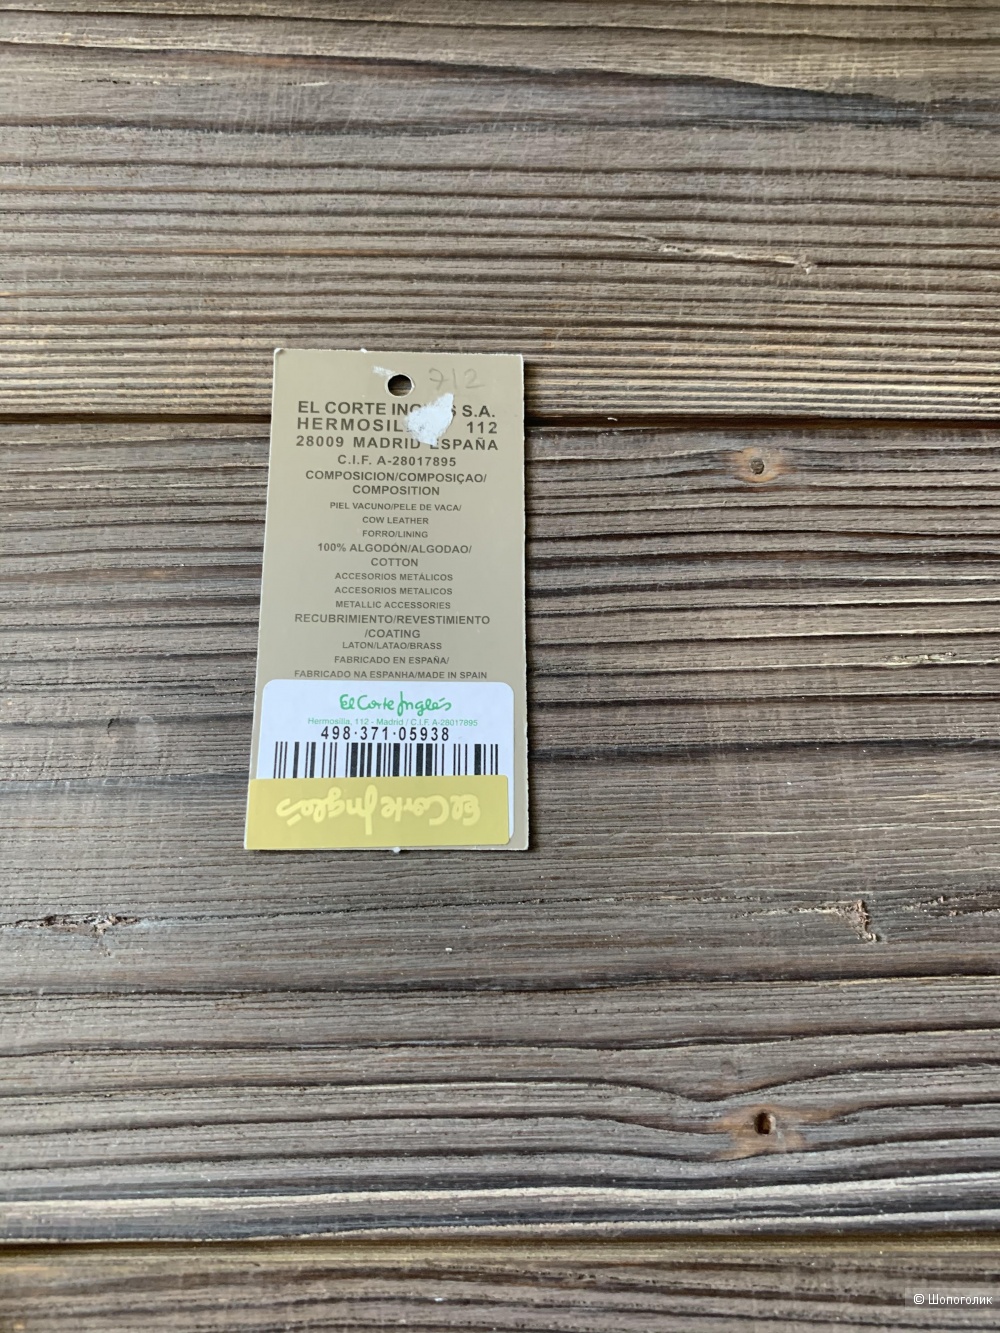 712
EL CORTE S.A.
112
28009 MADRID ESPAÑA
C.I.F. A-28017895
COMPOSICION/COMPOSIÇAO/
COMPOSITION
PIEL VACUNO/PELE DE VACA/
COW LEATHER
FORRO/LINING
100% ALGODÓN/ALGODAO/
COTTON
ACCESORIOS METÁLICOS
ACCESORIOS METALICOS
METALLIC ACCESSORIES
RECUBRIMIENTO/REVESTIMIENTO
/COATING
LATON/LATAO/BRASS
FABRICADO EN ESPAÑA/
FABRICADO NA ESPANHA/MADE IN SPAIN
El Corte Inglés
Hermosilla, 112 - Madrid / C.I.F. A-28017895
498·371·05938
El Corte Inglés
© Шопоголик